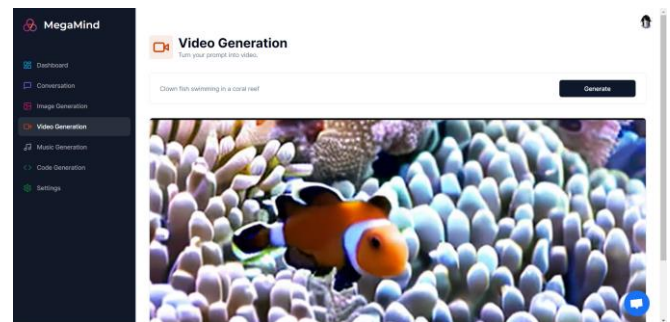 MegaMind
Dashboard
Conversation
Image Generation
Video Generation
Music Generation
Code Generation
Settings
Video Generation
Turn your prompt into video.
Clown fish swimming in a coral reef
Generate